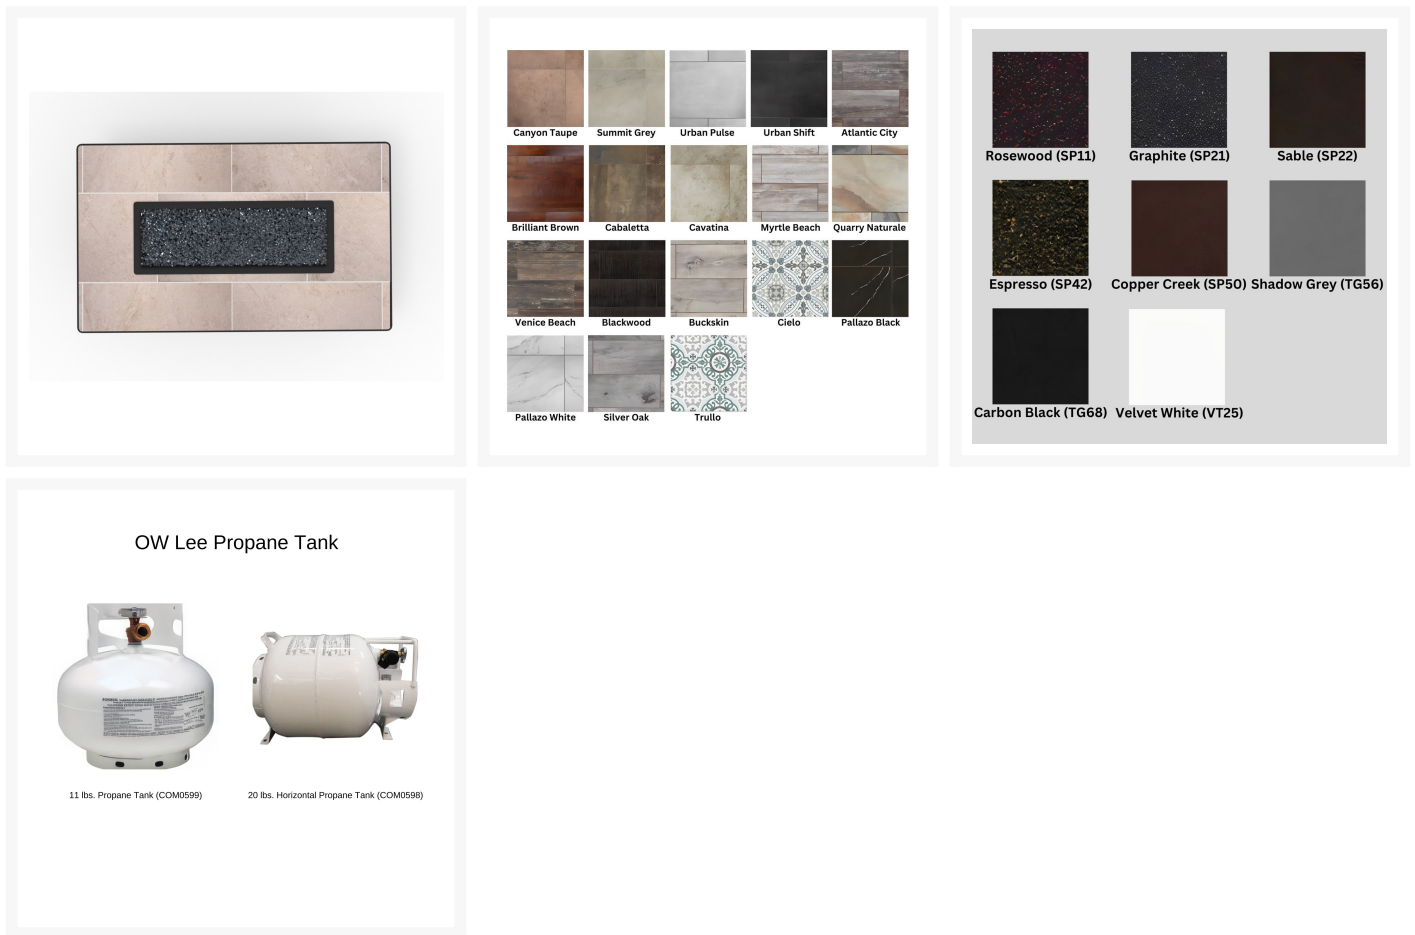 Canyon Taupe Summit Grey Urban Pulse Urban Shift Atlantic City
Brilliant Brown Cabaletta Cavatina Myrtle Beach Quarry Naturale
Venice Beach Blackwood Buckskin Cielo Pallazo Black
Pallazo White Silver Oak Trullo
Rosewood (SP11) Graphite (SP21) Sable (SP22)
Espresso (SP42) Copper Creek (SP50) Shadow Grey (TG56)
Carbon Black (TG68) Velvet White (VT25)
OW Lee Propane Tank
11 lbs. Propane Tank (COM0599) 20 lbs. Horizontal Propane Tank (COM0598)